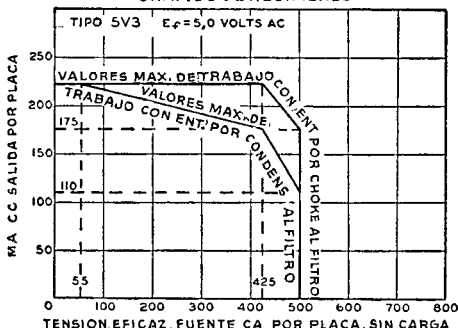 TIPO 5V3 Ef=5,0 VOLTS AC
VALORES MAX. DE TRABAJO CON ENT POR CHOKE AL FILTRO
VALORES MAX. DE TRABAJO CON ENT. POR CONDENS AL FILTRO
MA CC SALIDA POR PLACA
250
200
175
150
110
100
50
55
425
0 100 200 300 400 500 600 700 800
TENSION EFICAZ, FUENTE CA POR PLACA, SIN CARGA